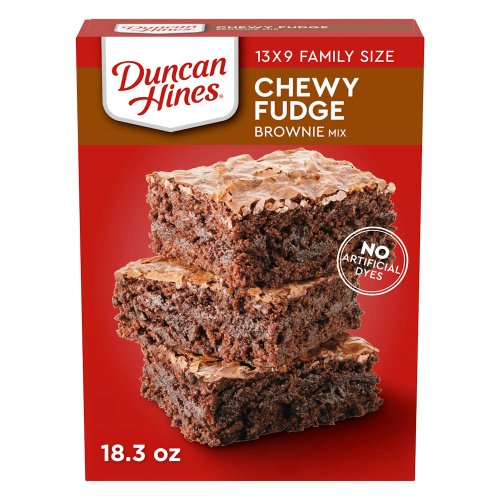 Duncan
Hines®
13X9 FAMILY SIZE
CHEWY
FUDGE
BROWNIE MIX
NO
ARTIFICIAL
DYES
18.3 oz